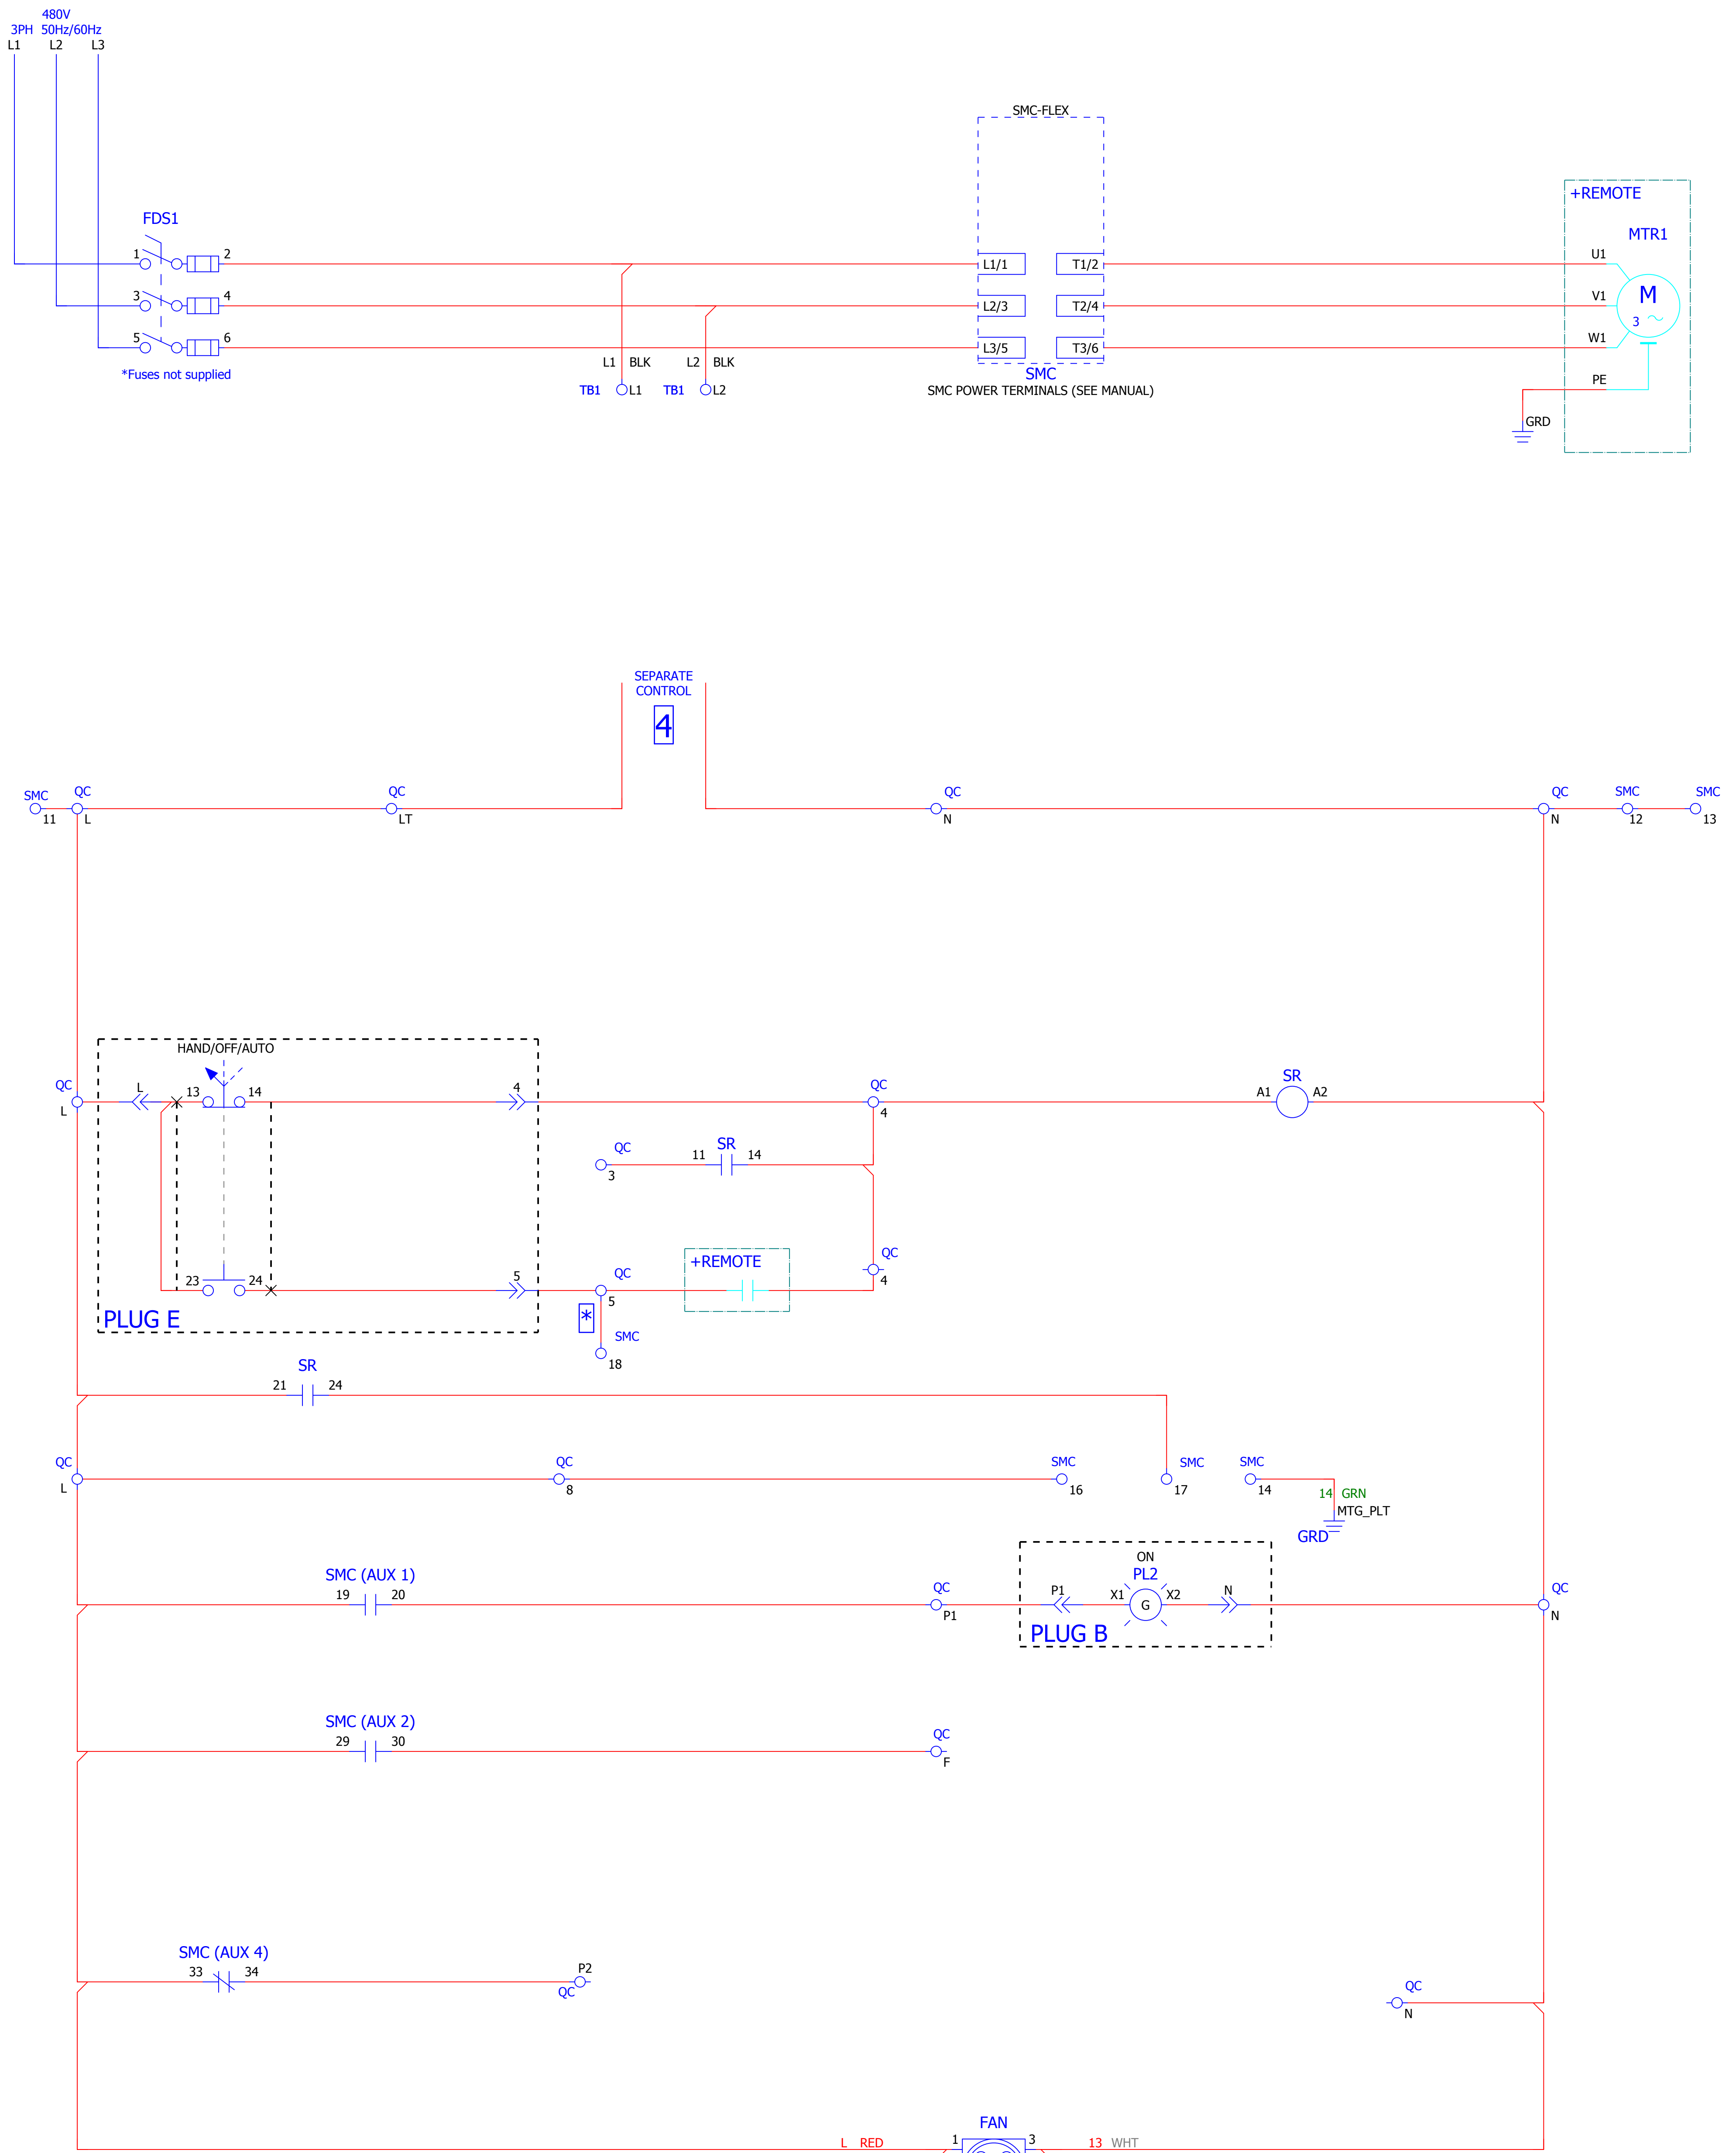 480V
3PH 50Hz/60Hz
L1 L2 L3
SMC-FLEX
+REMOTE
FDS1
MTR1
1 2 L1/1 T1/2 U1
3 4 L2/3 T2/4 V1 M
3
5 6 L3/5 T3/6 W1
L1 BLK L2 BLK
*Fuses not supplied
SMC
PE
TB1 L1 TB1 L2
SMC POWER TERMINALS (SEE MANUAL)
GRD
SEPARATE
CONTROL
4
SMC QC QC QC QC SMC SMC
11 L LT N N 12 13
HAND/OFF/AUTO
SR
QC L 13 14 4 QC A1 A2
L 4
SR
QC 11 14
3
+REMOTE
QC
4
23 24 5 QC
5
PLUG E
*
SMC
18
SR
21 24
QC QC SMC SMC SMC
L 8 16 17 14
14 GRN
MTG_PLT
GRD
ON
SMC (AUX 1) PL2
19 20 QC P1 X1 X2 N QC
G
P1 N
PLUG B
SMC (AUX 2)
29 30 QC
F
SMC (AUX 4)
33 34 P2
QC
QC
N
FAN
L RED 1 3 13 WHT